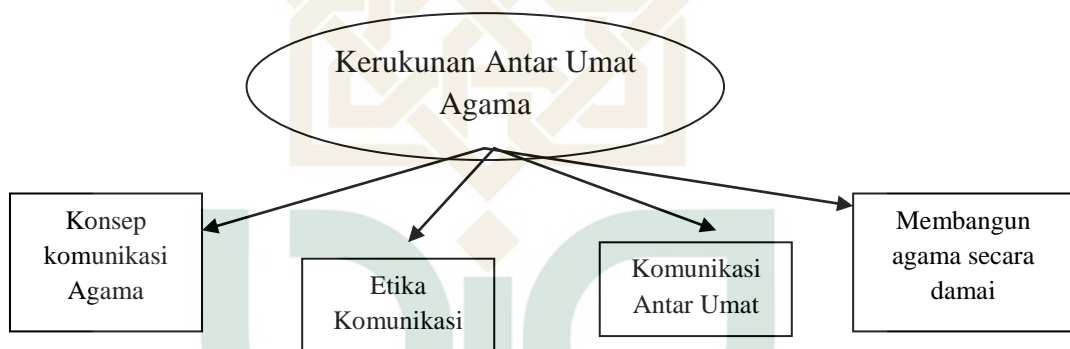 Kerukunan Antar Umat
Agama
Konsep
komunikasi
Agama
Etika
Komunikasi
Komunikasi
Antar Umat
Membangun
agama secara
damai